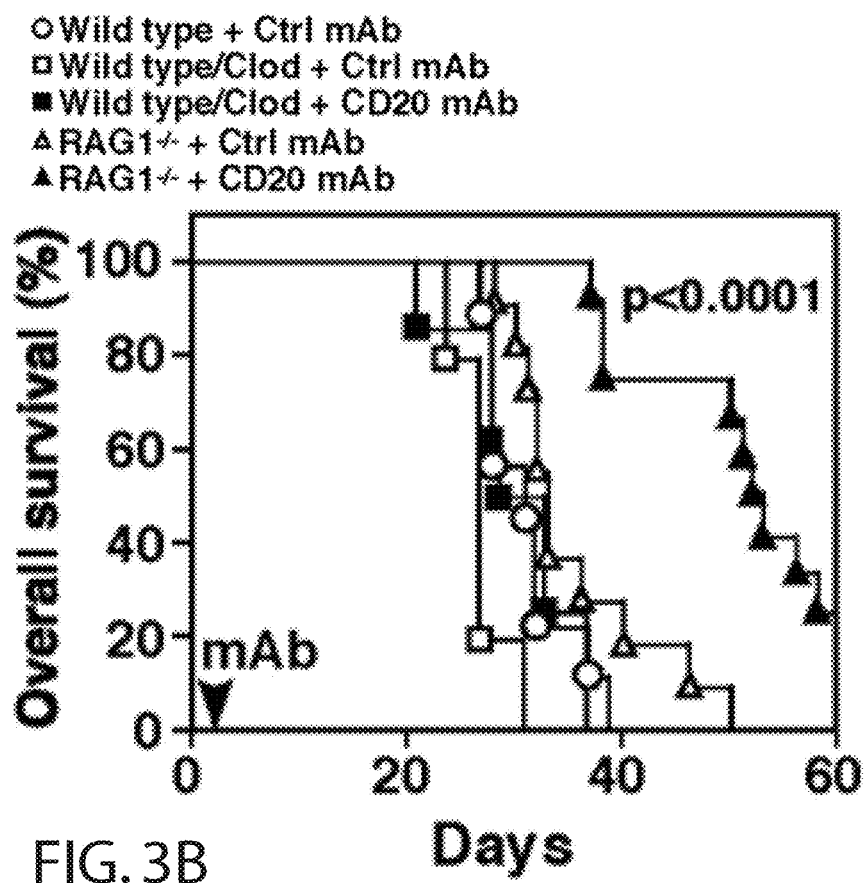 Wild type + Ctrl mAb
Wild type/Clod + Ctrl mAb
Wild type/Clod + CD20 mAb
RAG1-/- + Ctrl mAb
RAG1-/- + CD20 mAb
Overall survival (%)
100
80
60
40
20
0
p<0.0001
mAb
0
20
40
60
Days
FIG. 3B